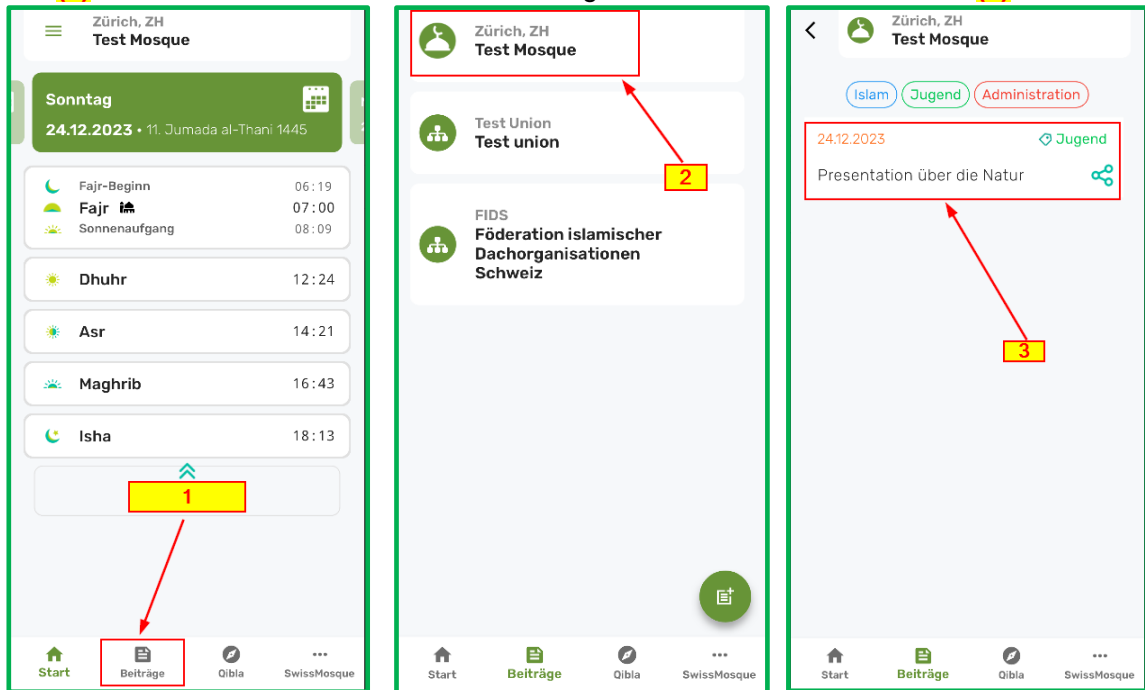 Zürich, ZH
Test Mosque
Sonntag
24.12.2023 • 11. Jumada al-Thani 1445
Fajr-Beginn 06:19
Fajr 07:00
Sonnenaufgang 08:09
Dhuhr 12:24
Asr 14:21
Maghrib 16:43
Isha 18:13
1
Start Beiträge Qibla SwissMosque
Zürich, ZH
Test Mosque
2
Test Union
Test union
FIDS
Föderation islamischer
Dachorganisationen
Schweiz
Start Beiträge Qibla SwissMosque
Zürich, ZH
Test Mosque
Islam Jugend Administration
24.12.2023 Jugend
Presentation über die Natur
3
Start Beiträge Qibla SwissMosque